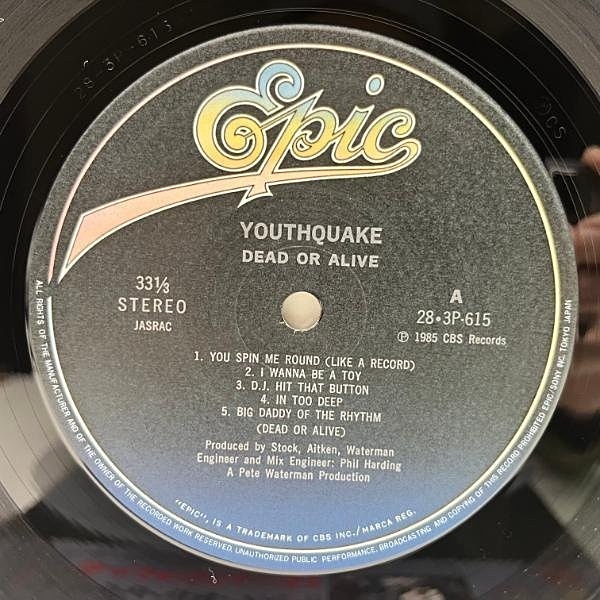 28 3P-615
Epic
YOUTHQUAKE
DEAD OR ALIVE
33⅓
STEREO
JASRAC
A
28•3P-615
Ⓟ 1985 CBS Records
1. YOU SPIN ME ROUND (LIKE A RECORD)
2. I WANNA BE A TOY
3. D.J. HIT THAT BUTTON
4. IN TOO DEEP
5. BIG DADDY OF THE RHYTHM
(DEAD OR ALIVE)
Produced by Stock, Aitken, Waterman
Engineer and Mix Engineer: Phil Harding
A Pete Waterman Production
"EPIC", IS A TRADEMARK OF CBS INC./MARCA REG.
ALL RIGHTS OF THE MANUFACTURER AND OF THE OWNER OF THE RECORDED WORK RESERVED. UNAUTHORIZED PUBLIC PERFORMANCE, BROADCASTING AND COPYING OF THIS RECORD PROHIBITED EPIC/SONY INC. TOKYO JAPAN